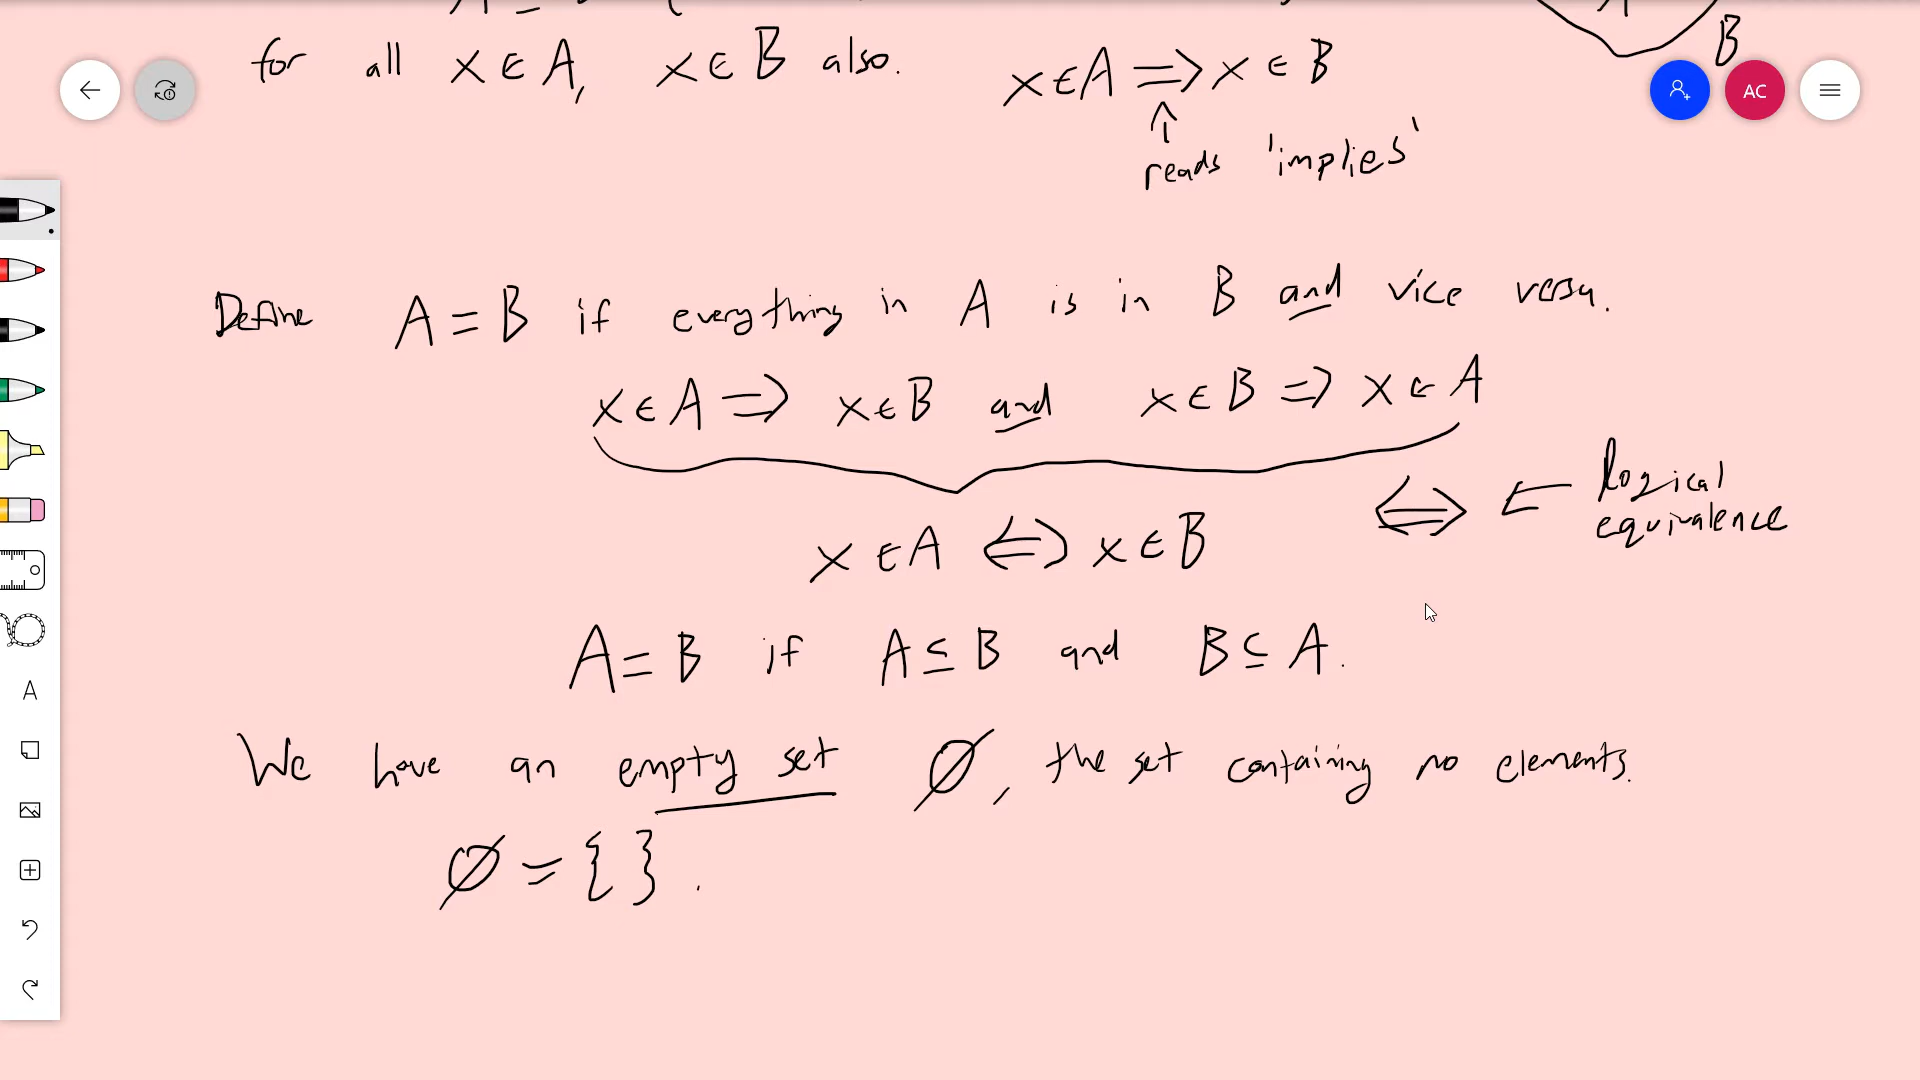 for all x ∈ A, x ∈ B also.
x ∈ A ⟹ x ∈ B
B
AC
↑
reads 'implies'
Define A = B if everything in A is in B and vice versa.
x ∈ A ⟹ x ∈ B and x ∈ B ⟹ x ∈ A
⟺ ← logical equivalence
x ∈ A ⟺ x ∈ B
A = B if A ⊆ B and B ⊆ A.
We have an empty set ∅, the set containing no elements.
∅ = { }.
A